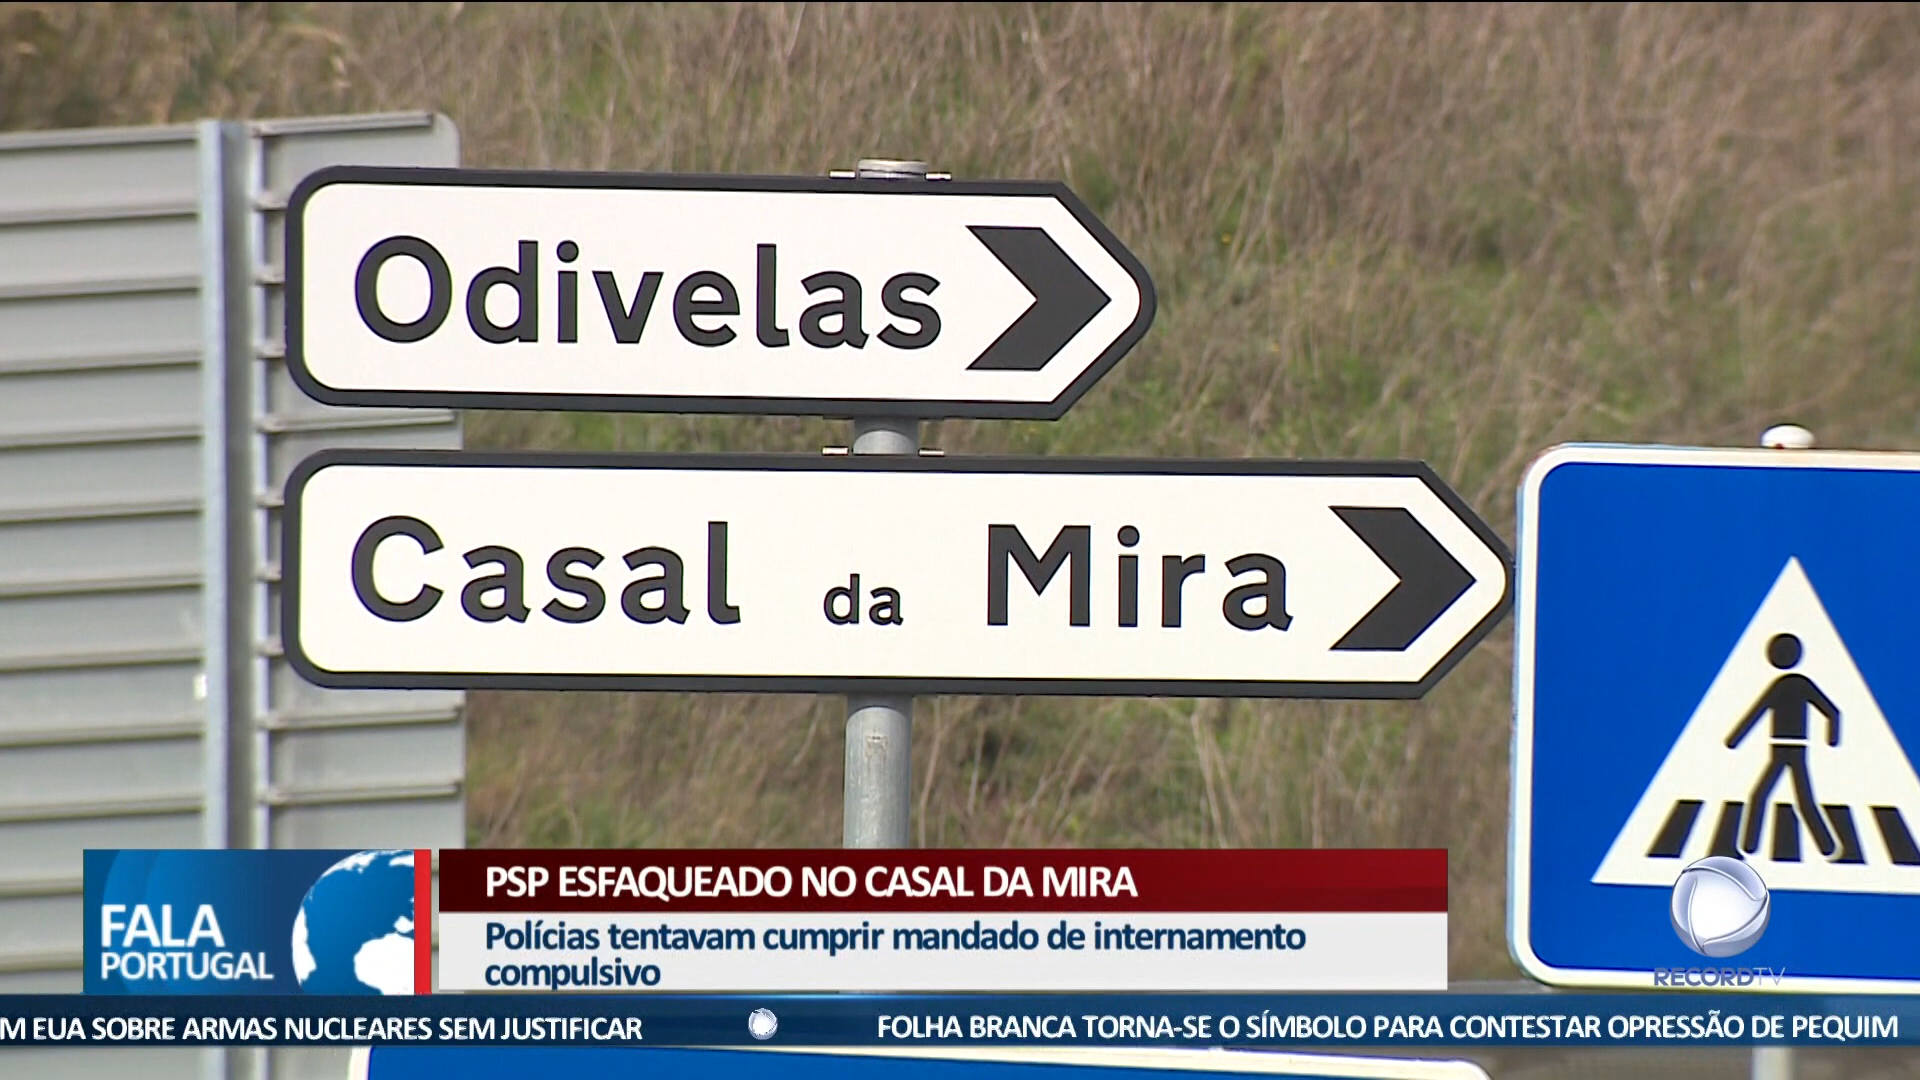 Odivelas
Casal da Mira
PSP ESFAQUEADO NO CASAL DA MIRA
Polícias tentavam cumprir mandado de internamento
compulsivo
FALA
PORTUGAL
RECORDTV
M EUA SOBRE ARMAS NUCLEARES SEM JUSTIFICAR
FOLHA BRANCA TORNA-SE O SÍMBOLO PARA CONTESTAR OPRESSÃO DE PEQUIM